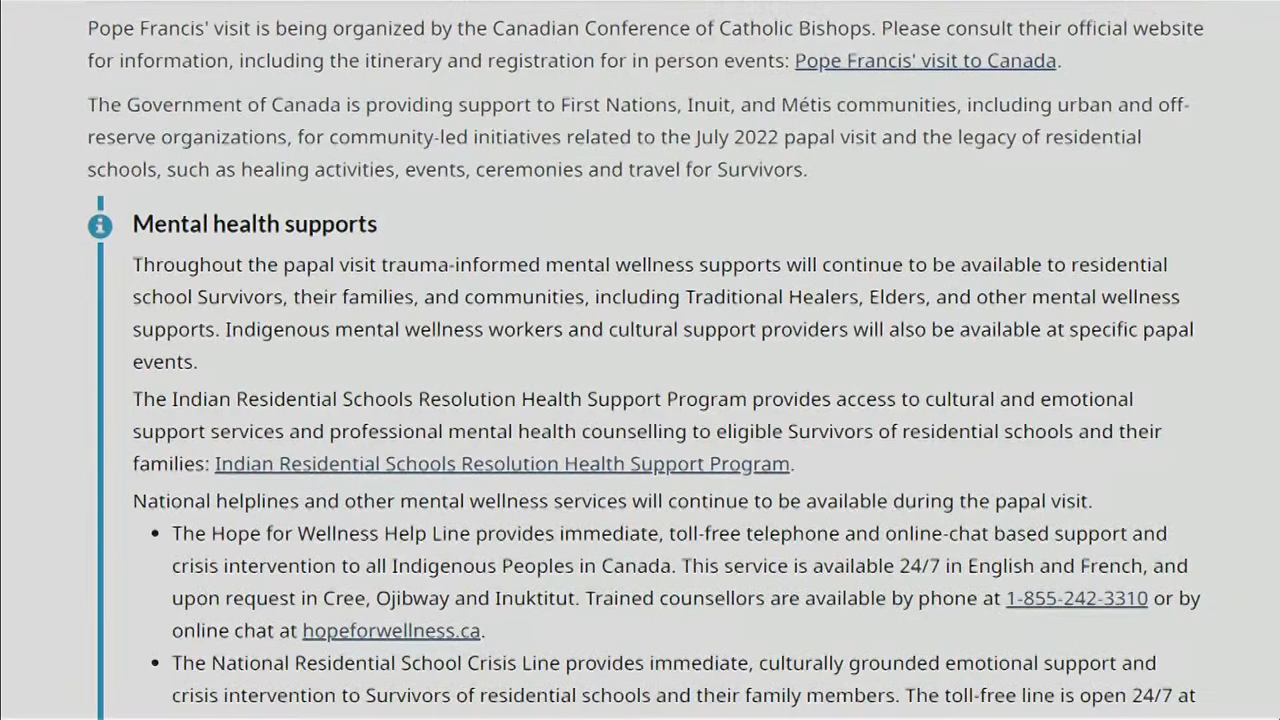 Pope Francis' visit is being organized by the Canadian Conference of Catholic Bishops. Please consult their official website
for information, including the itinerary and registration for in person events: Pope Francis' visit to Canada.
The Government of Canada is providing support to First Nations, Inuit, and Métis communities, including urban and off-
reserve organizations, for community-led initiatives related to the July 2022 papal visit and the legacy of residential
schools, such as healing activities, events, ceremonies and travel for Survivors.
Mental health supports
Throughout the papal visit trauma-informed mental wellness supports will continue to be available to residential
school Survivors, their families, and communities, including Traditional Healers, Elders, and other mental wellness
supports. Indigenous mental wellness workers and cultural support providers will also be available at specific papal
events.
The Indian Residential Schools Resolution Health Support Program provides access to cultural and emotional
support services and professional mental health counselling to eligible Survivors of residential schools and their
families: Indian Residential Schools Resolution Health Support Program.
National helplines and other mental wellness services will continue to be available during the papal visit.
• The Hope for Wellness Help Line provides immediate, toll-free telephone and online-chat based support and
crisis intervention to all Indigenous Peoples in Canada. This service is available 24/7 in English and French, and
upon request in Cree, Ojibway and Inuktitut. Trained counsellors are available by phone at 1-855-242-3310 or by
online chat at hopeforwellness.ca.
• The National Residential School Crisis Line provides immediate, culturally grounded emotional support and
crisis intervention to Survivors of residential schools and their family members. The toll-free line is open 24/7 at